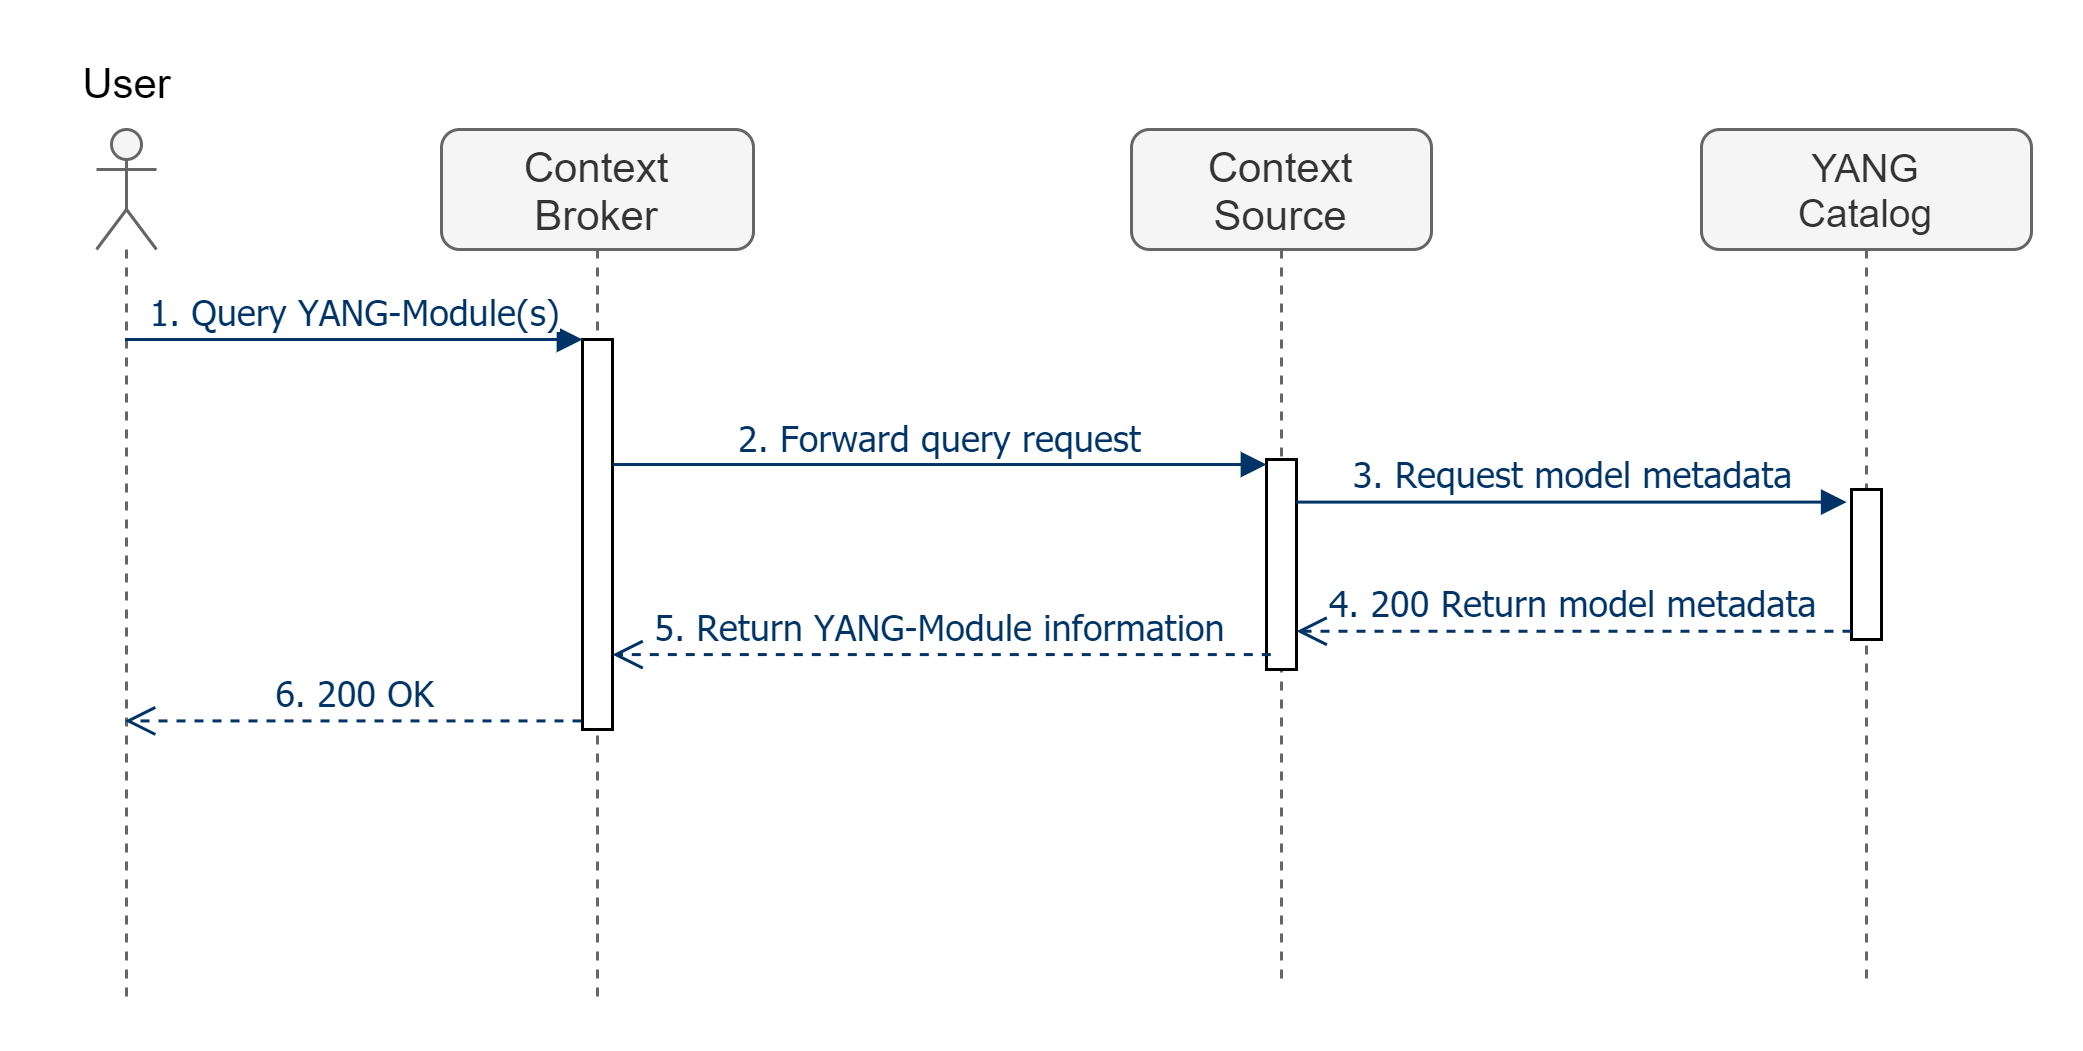 User
Context
Broker
Context
Source
YANG
Catalog
1. Query YANG-Module(s)
2. Forward query request
3. Request model metadata
4. 200 Return model metadata
5. Return YANG-Module information
6. 200 OK